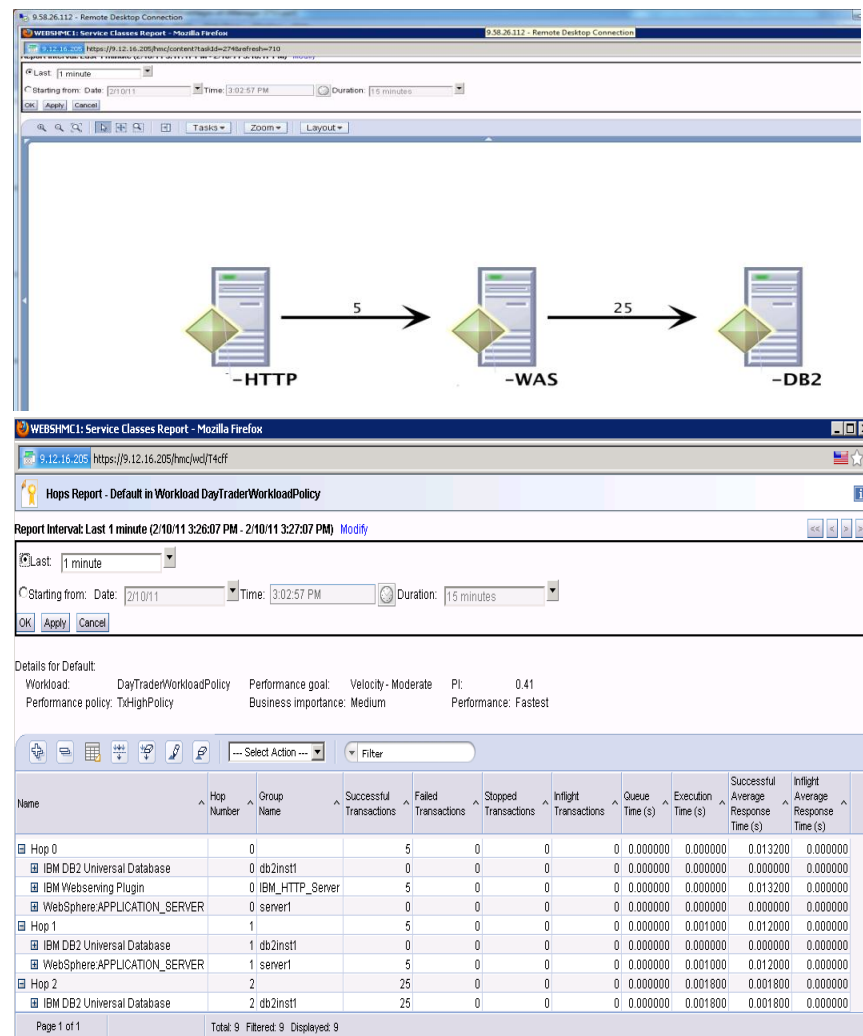 9.58.26.112 - Remote Desktop Connection
WEBSHMC1: Service Classes Report - Mozilla Firefox
9.58.26.112 - Remote Desktop Connection
9.12.16.205 https://9.12.16.205/hmc/content?taskId=274&refresh=710
Modify
Last: 1 minute
Starting from: Date: 2/10/11 Time: 3:02:57 PM Duration: 15 minutes
OK Apply Cancel
Tasks Zoom Layout
5 25
-HTTP -WAS -DB2
WEBSHMC1: Service Classes Report - Mozilla Firefox
9.12.16.205 https://9.12.16.205/hmc/wcl/T4cff
Hops Report - Default in Workload DayTraderWorkloadPolicy
Report Interval: Last 1 minute (2/10/11 3:26:07 PM - 2/10/11 3:27:07 PM) Modify
<< < > >
Last: 1 minute
Starting from: Date: 2/10/11 Time: 3:02:57 PM Duration: 15 minutes
OK Apply Cancel
Details for Default:
Workload: DayTraderWorkloadPolicy Performance goal: Velocity - Moderate PI: 0.41
Performance policy: TxHighPolicy Business importance: Medium Performance: Fastest
--- Select Action --- Filter
Name Hop Number Group Name Successful Transactions Failed Transactions Stopped Transactions Inflight Transactions Queue Time (s) Execution Time (s) Successful Average Response Time (s) Inflight Average Response Time (s)
Hop 0 0 5 0 0 0 0.000000 0.000000 0.013200 0.000000
IBM DB2 Universal Database 0 db2inst1 0 0 0 0 0.000000 0.000000 0.000000 0.000000
IBM Webserving Plugin 0 IBM_HTTP_Server 5 0 0 0 0.000000 0.000000 0.013200 0.000000
WebSphere:APPLICATION_SERVER 0 server1 0 0 0 0 0.000000 0.000000 0.000000 0.000000
Hop 1 1 5 0 0 0 0.000000 0.001000 0.012000 0.000000
IBM DB2 Universal Database 1 db2inst1 0 0 0 0 0.000000 0.000000 0.000000 0.000000
WebSphere:APPLICATION_SERVER 1 server1 5 0 0 0 0.000000 0.001000 0.012000 0.000000
Hop 2 2 25 0 0 0 0.000000 0.001800 0.001800 0.000000
IBM DB2 Universal Database 2 db2inst1 25 0 0 0 0.000000 0.001800 0.001800 0.000000
Page 1 of 1 Total: 9 Filtered: 9 Displayed: 9